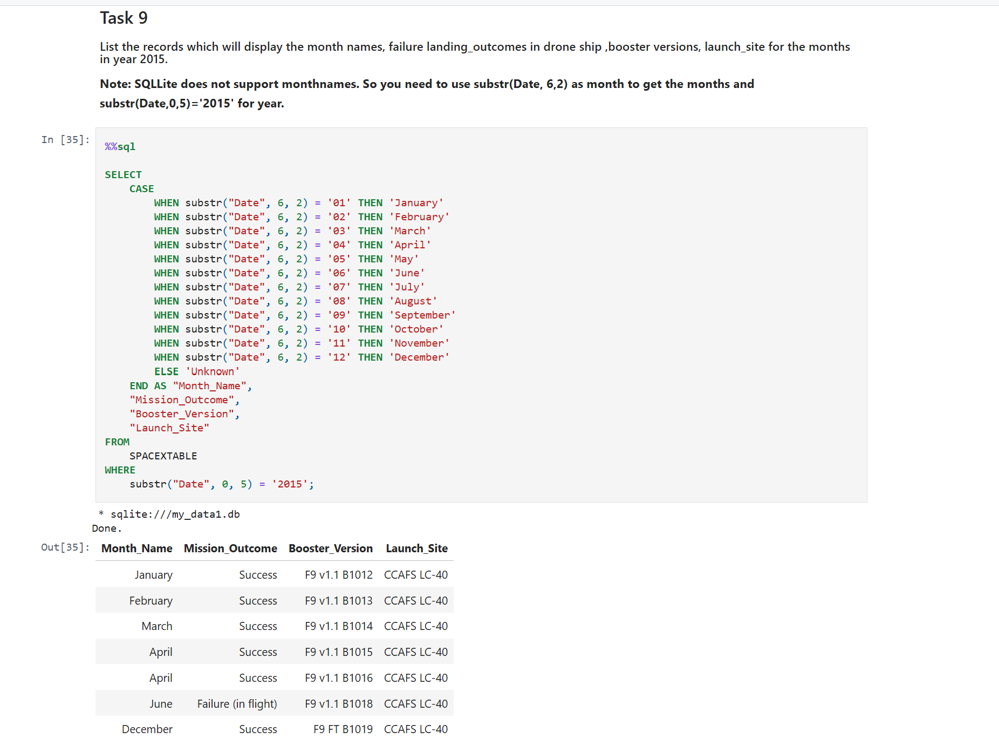 Task 9
List the records which will display the month names, failure landing_outcomes in drone ship ,booster versions, launch_site for the months
in year 2015.
Note: SQLLite does not support monthnames. So you need to use substr(Date, 6,2) as month to get the months and
substr(Date,0,5)='2015' for year.
In [35]:
%%sql
SELECT
    CASE
        WHEN substr("Date", 6, 2) = '01' THEN 'January'
        WHEN substr("Date", 6, 2) = '02' THEN 'February'
        WHEN substr("Date", 6, 2) = '03' THEN 'March'
        WHEN substr("Date", 6, 2) = '04' THEN 'April'
        WHEN substr("Date", 6, 2) = '05' THEN 'May'
        WHEN substr("Date", 6, 2) = '06' THEN 'June'
        WHEN substr("Date", 6, 2) = '07' THEN 'July'
        WHEN substr("Date", 6, 2) = '08' THEN 'August'
        WHEN substr("Date", 6, 2) = '09' THEN 'September'
        WHEN substr("Date", 6, 2) = '10' THEN 'October'
        WHEN substr("Date", 6, 2) = '11' THEN 'November'
        WHEN substr("Date", 6, 2) = '12' THEN 'December'
        ELSE 'Unknown'
    END AS "Month_Name",
    "Mission_Outcome",
    "Booster_Version",
    "Launch_Site"
FROM
    SPACEXTABLE
WHERE
    substr("Date", 0, 5) = '2015';
* sqlite:///my_data1.db
Done.
Out[35]:
Month_Name Mission_Outcome Booster_Version Launch_Site
January Success F9 v1.1 B1012 CCAFS LC-40
February Success F9 v1.1 B1013 CCAFS LC-40
March Success F9 v1.1 B1014 CCAFS LC-40
April Success F9 v1.1 B1015 CCAFS LC-40
April Success F9 v1.1 B1016 CCAFS LC-40
June Failure (in flight) F9 v1.1 B1018 CCAFS LC-40
December Success F9 FT B1019 CCAFS LC-40